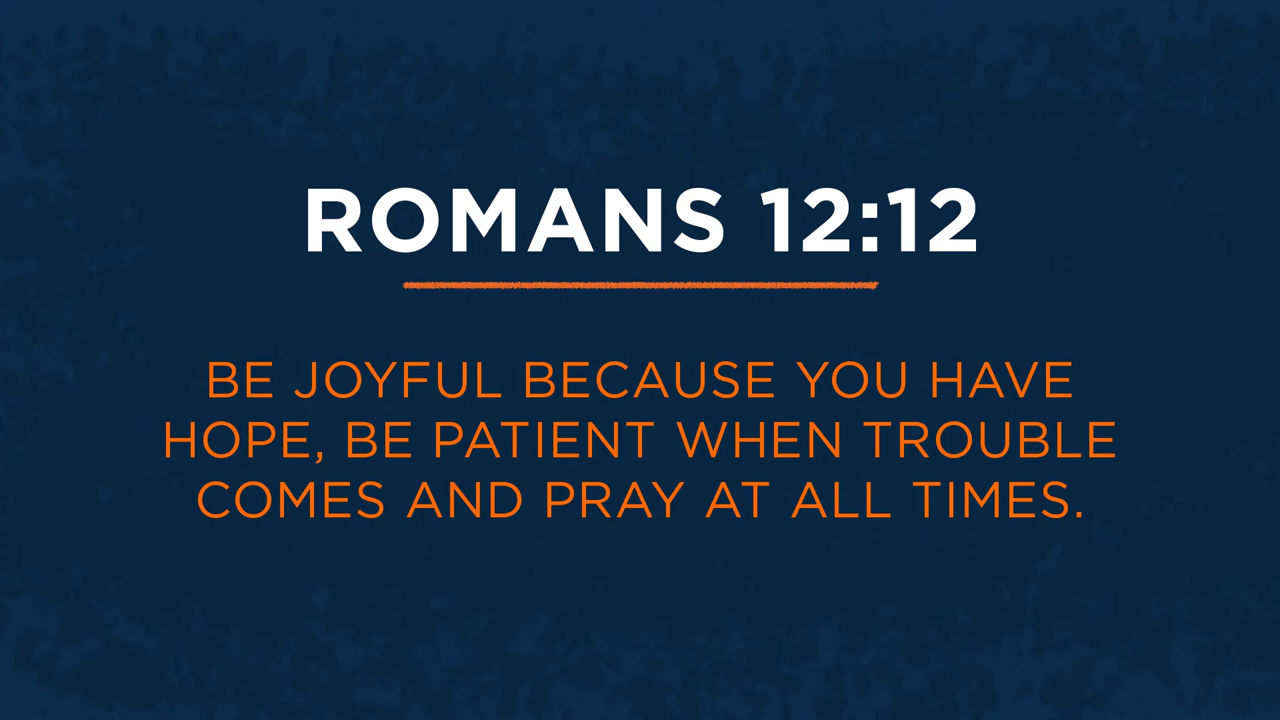 ROMANS 12:12
BE JOYFUL BECAUSE YOU HAVE
HOPE, BE PATIENT WHEN TROUBLE
COMES AND PRAY AT ALL TIMES.